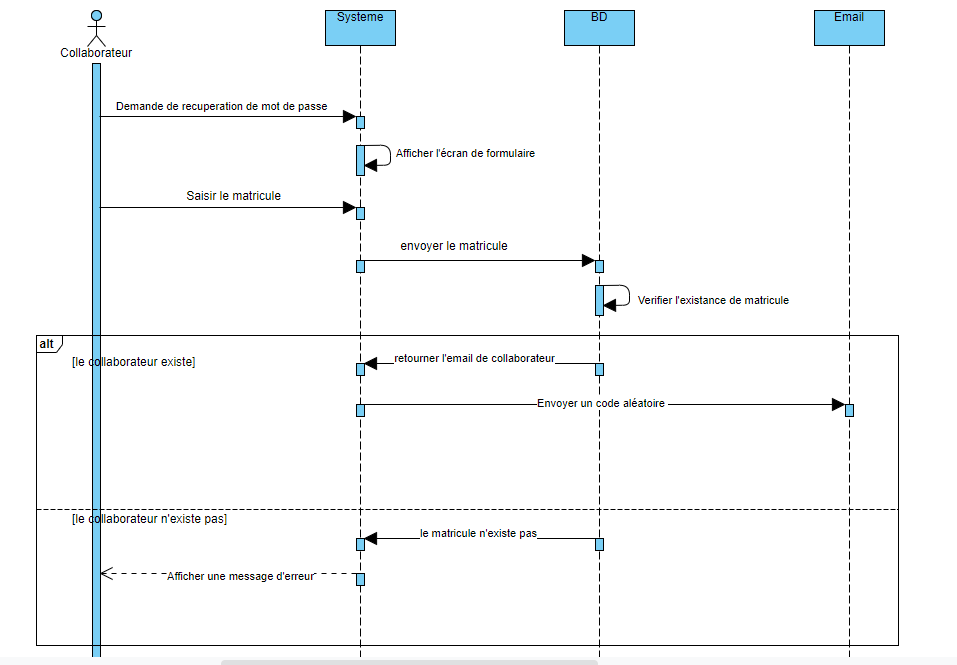 Systeme
BD
Email
Collaborateur
Demande de recuperation de mot de passe
Afficher l'écran de formulaire
Saisir le matricule
envoyer le matricule
Verifier l'existance de matricule
alt
[le collaborateur existe]
retourner l'email de collaborateur
Envoyer un code aléatoire
[le collaborateur n'existe pas]
le matricule n'existe pas
Afficher une message d'erreur